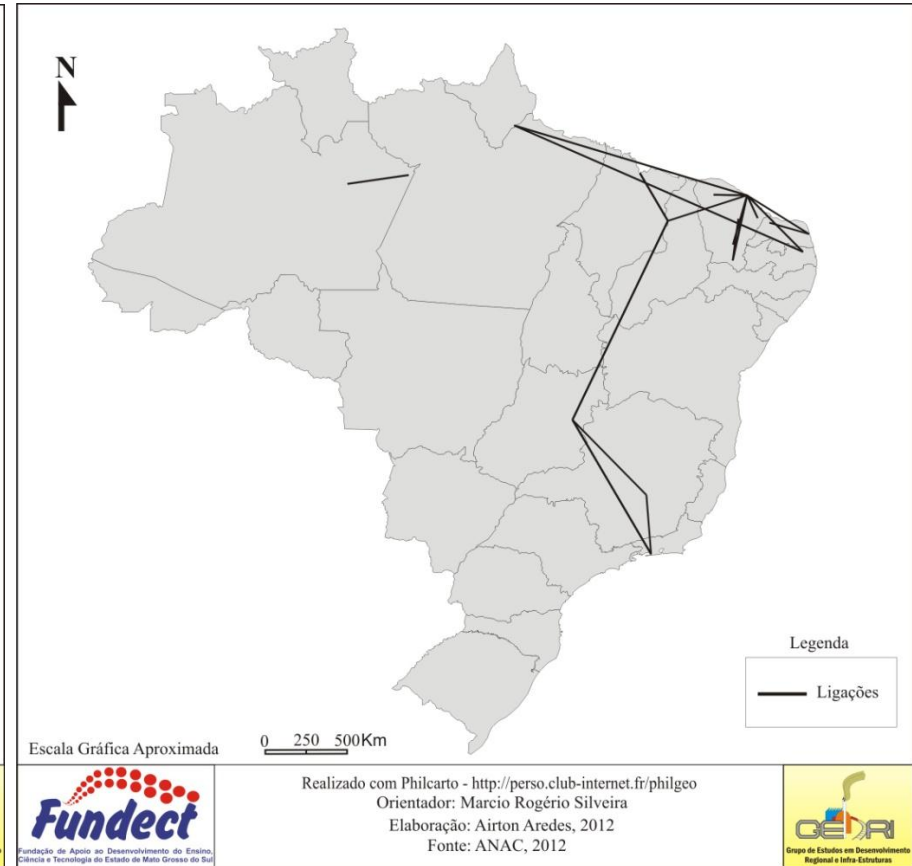 N
Legenda
Ligações
Escala Gráfica Aproximada
0 250 500Km
Fundect
Fundação de Apoio ao Desenvolvimento do Ensino,
Ciência e Tecnologia do Estado de Mato Grosso do Sul
Realizado com Philcarto - http://perso.club-internet.fr/philgeo
Orientador: Marcio Rogério Silveira
Elaboração: Airton Aredes, 2012
Fonte: ANAC, 2012
GEDRI
Grupo de Estudos em Desenvolvimento
Regional e Infra-Estruturas